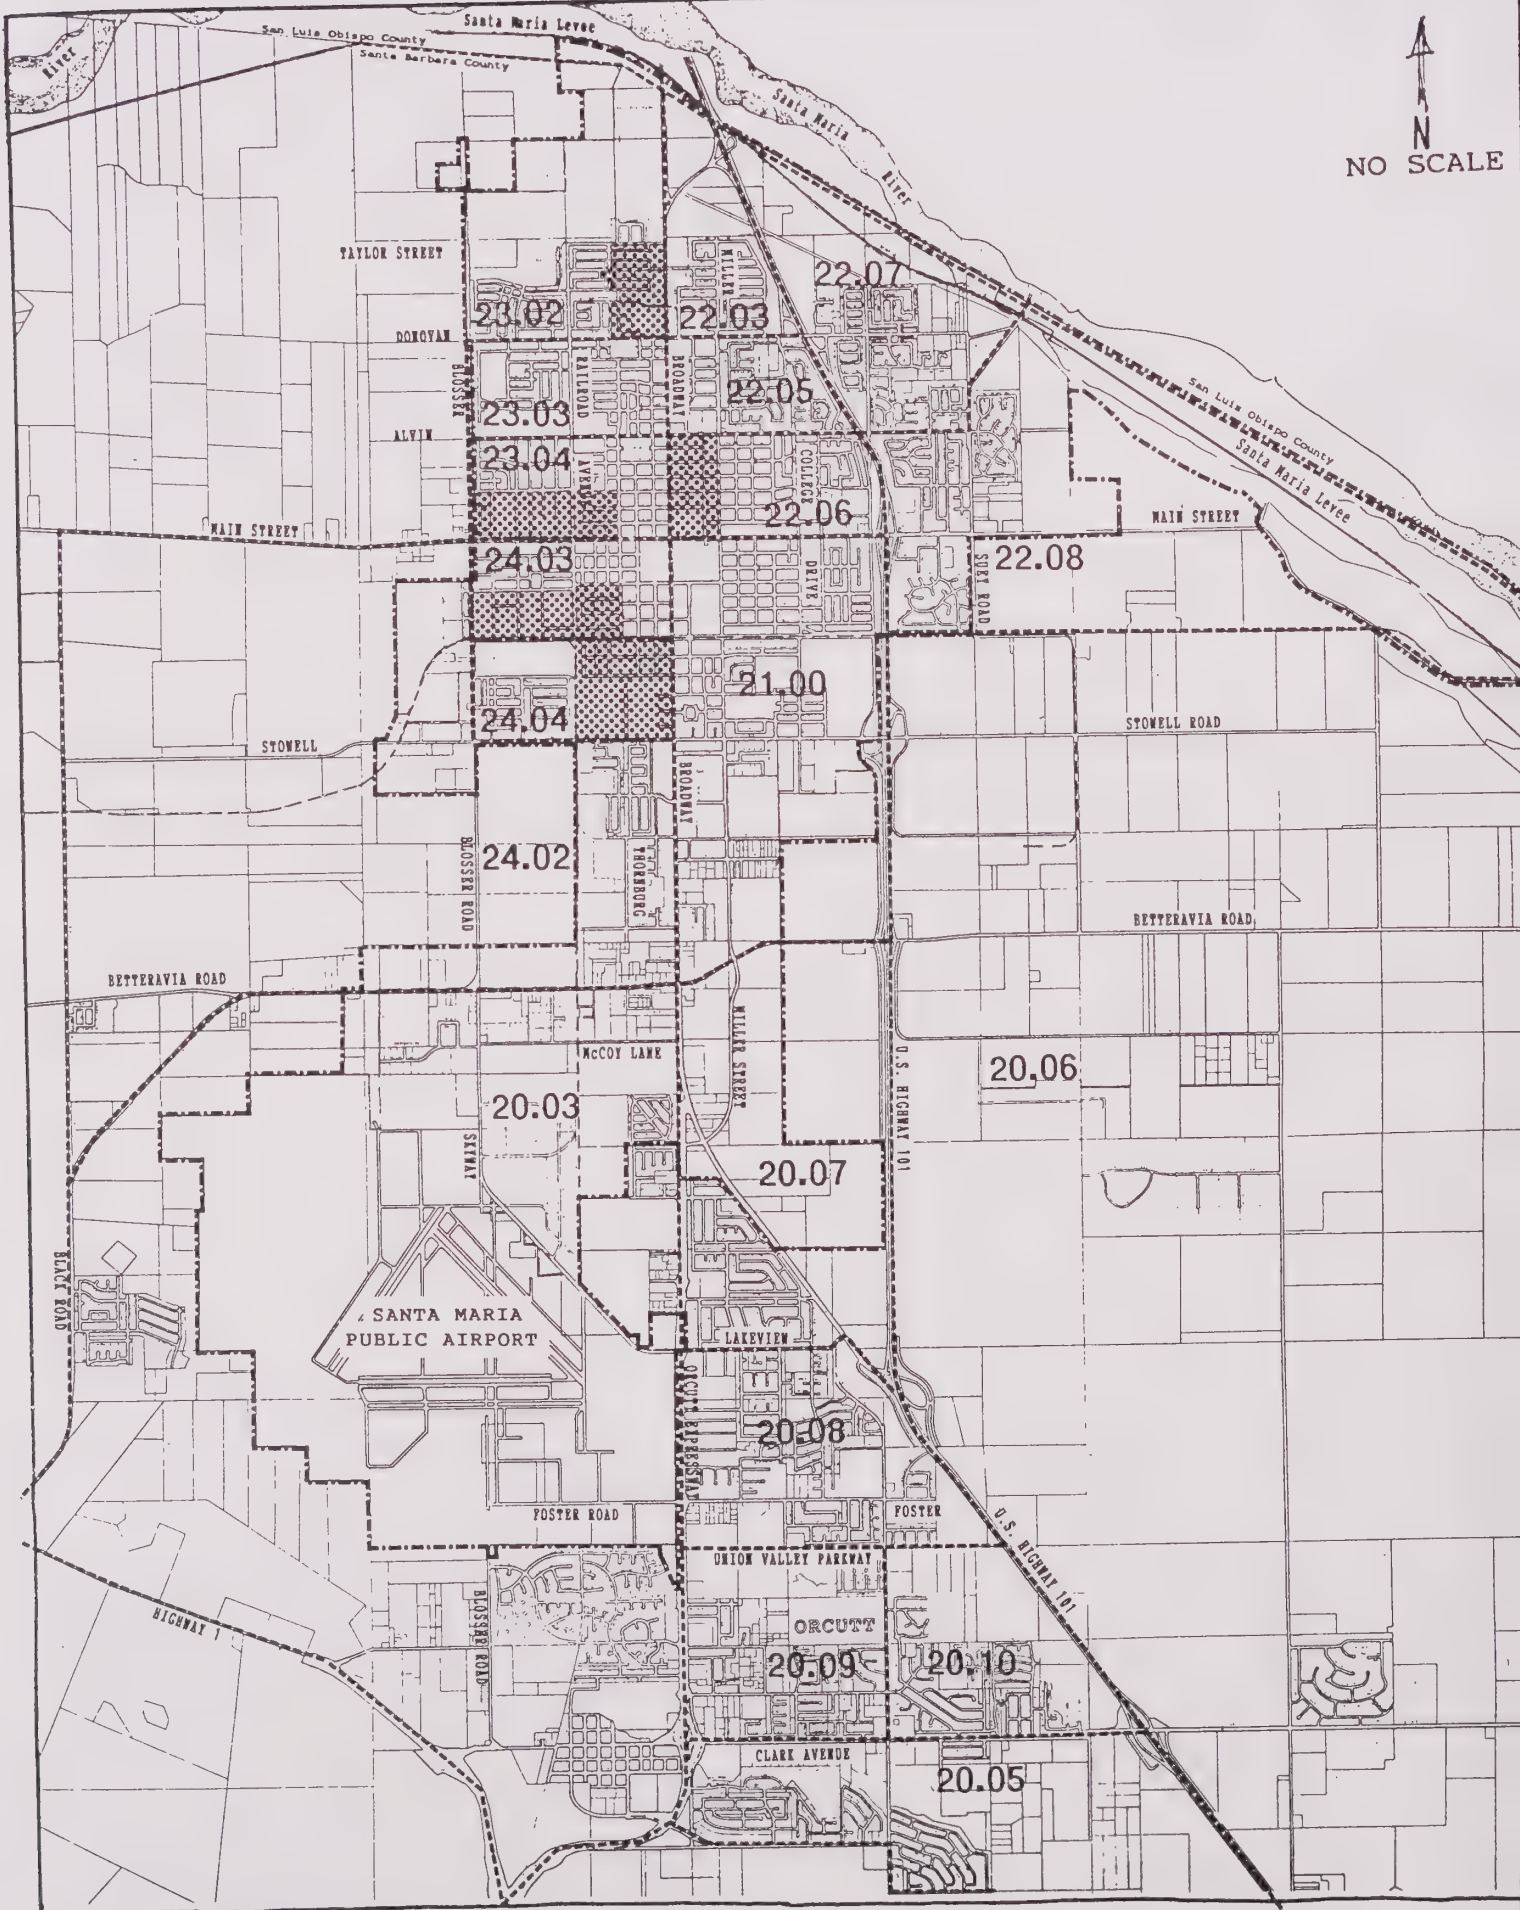 Santa Maria Levee
San Luis Obispo County
Santa Barbara County
River
Santa Maria
River
N
NO SCALE
TAYLOR STREET
MILLER
22.07
23.02
22.03
DONOVAN
BLOSSER
RAILROAD
BROADWAY
22.05
San Luis Obispo County
23.03
ALVIN
Santa Maria Levee
23.04
AVENUE
COLLEGE
22.06
MAIN STREET
MAIN STREET
24.03
DRIVE
SUEY ROAD
22.08
21.00
24.04
STOWELL
STOWELL ROAD
BROADWAY
BLOSSER ROAD
24.02
THORNBURG
BETTERAVIA ROAD
BETTERAVIA ROAD
MILLER STREET
McCOY LANE
U.S. HIGHWAY 101
20.06
20.03
SKYWAY
20.07
BLACK ROAD
SANTA MARIA
PUBLIC AIRPORT
LAKEVIEW
ORCUTT EXPRESSWAY
20.08
FOSTER ROAD
FOSTER
U.S. HIGHWAY 101
UNION VALLEY PARKWAY
HIGHWAY 1
BLOSSER ROAD
ORCUTT
20.09
20.10
CLARK AVENUE
20.05